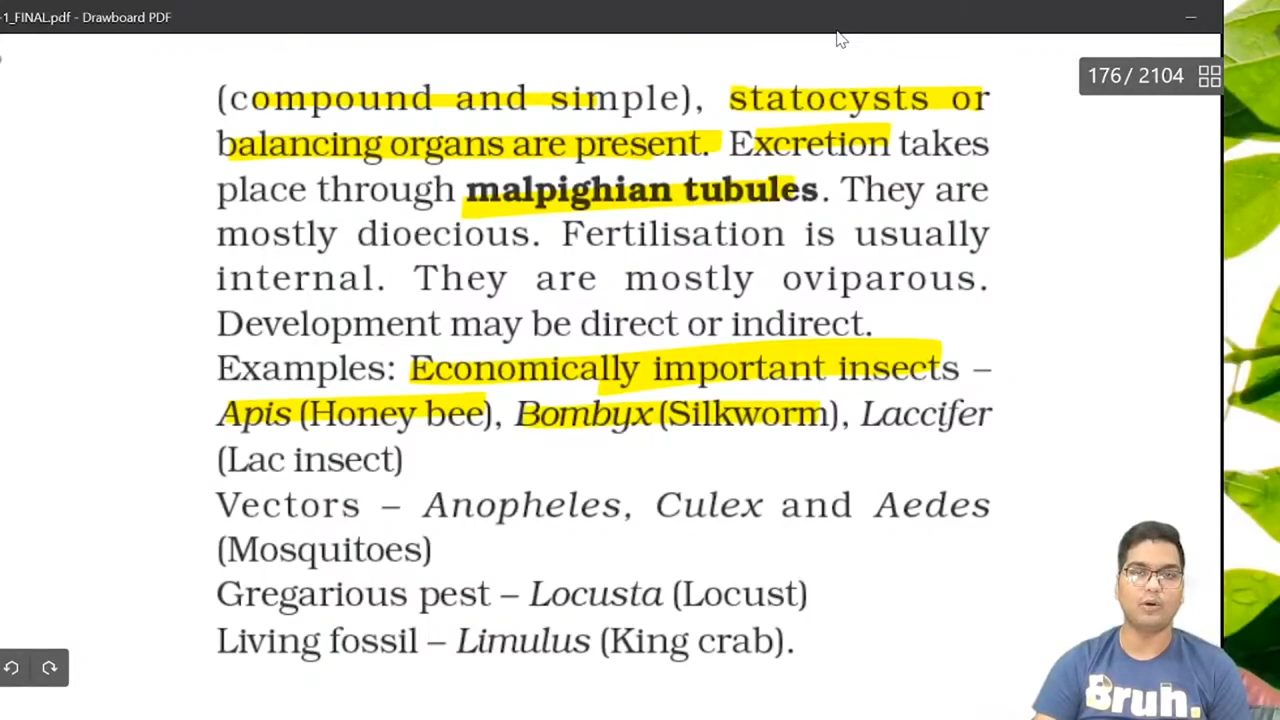 -1_FINAL.pdf - Drawboard PDF
176 / 2104
(compound and simple), statocysts or
balancing organs are present. Excretion takes
place through malpighian tubules. They are
mostly dioecious. Fertilisation is usually
internal. They are mostly oviparous.
Development may be direct or indirect.
Examples: Economically important insects –
Apis (Honey bee), Bombyx (Silkworm), Laccifer
(Lac insect)
Vectors – Anopheles, Culex and Aedes
(Mosquitoes)
Gregarious pest – Locusta (Locust)
Living fossil – Limulus (King crab).
Bruh.